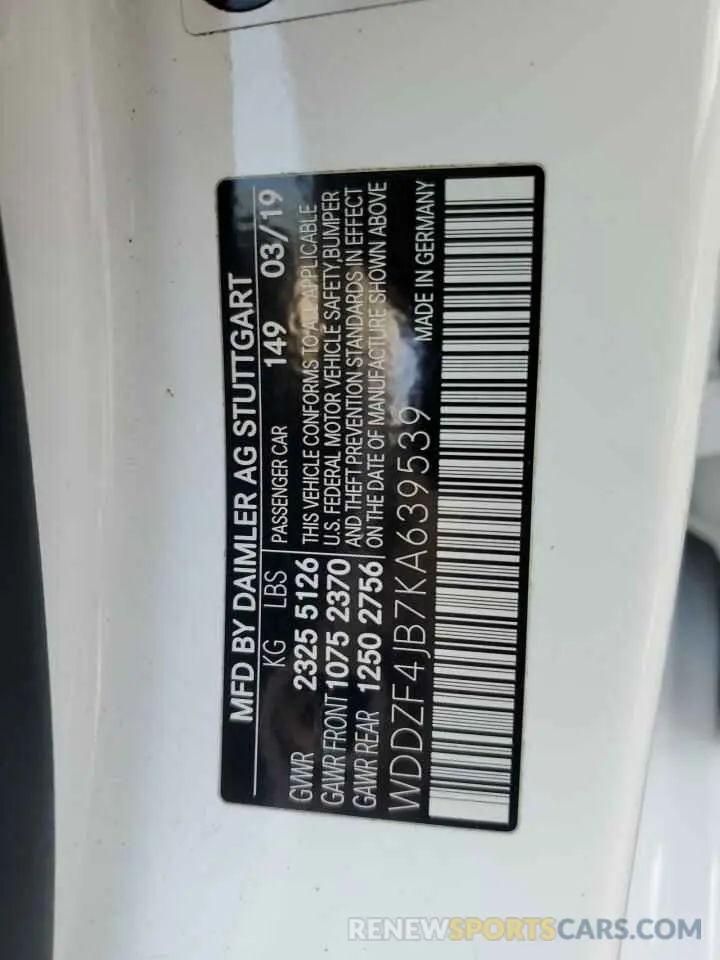 MFD BY DAIMLER AG STUTTGART
KG LBS PASSENGER CAR 149 03/19
GVWR 2325 5126 THIS VEHICLE CONFORMS TO ALL APPLICABLE
GAWR FRONT 1075 2370 U.S. FEDERAL MOTOR VEHICLE SAFETY, BUMPER
GAWR REAR 1250 2756 AND THEFT PREVENTION STANDARDS IN EFFECT
ON THE DATE OF MANUFACTURE SHOWN ABOVE
WDDZF4JB7KA639539 MADE IN GERMANY
RENEWSPORTSCARS.COM